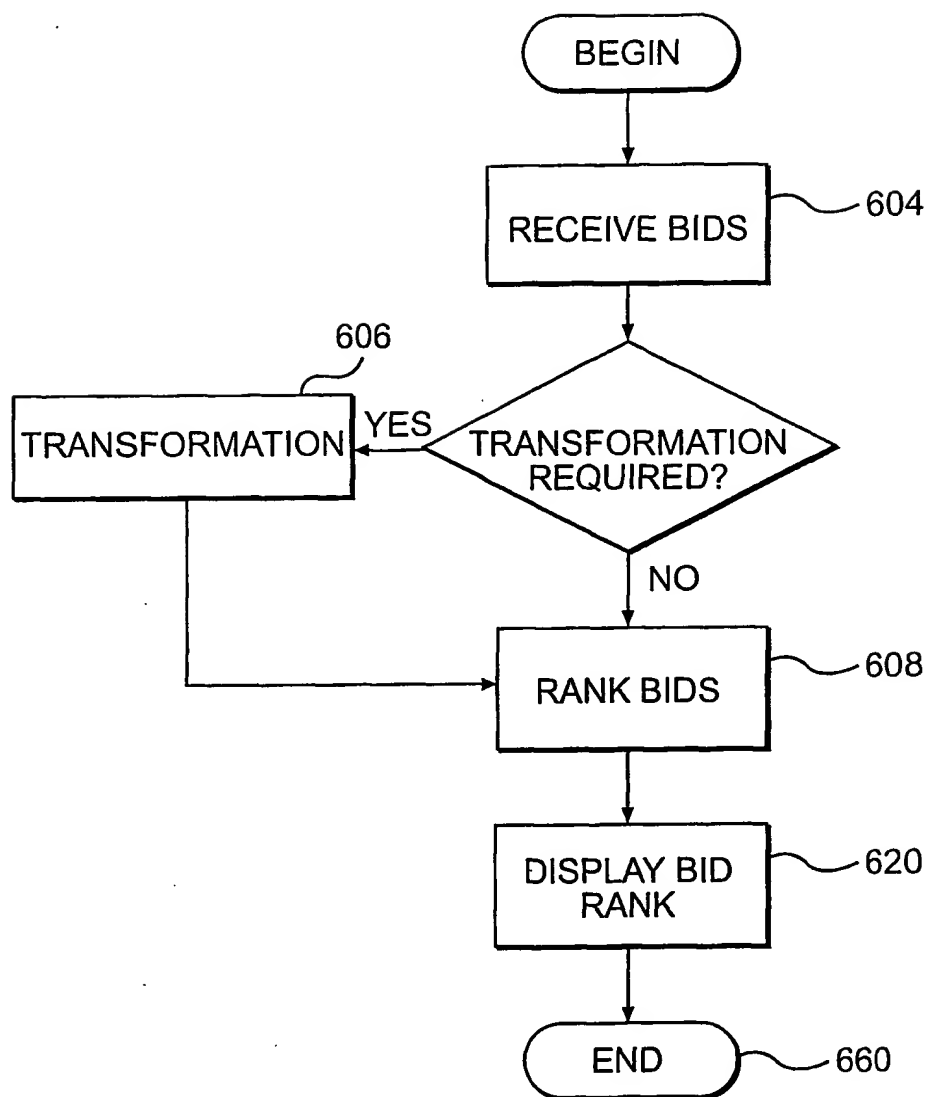 BEGIN
RECEIVE BIDS
604
606
TRANSFORMATION
YES
TRANSFORMATION
REQUIRED?
NO
RANK BIDS
608
DISPLAY BID
RANK
620
END
660